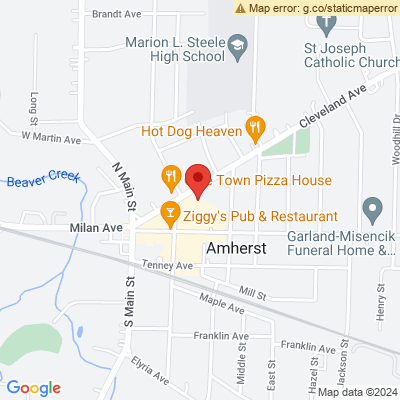 Map error: g.co/staticmaperror
Brandt Ave
Marion L. Steele
High School
St Joseph
Catholic Church
Long St
W Martin Ave
Hot Dog Heaven
Cleveland Ave
Woodhill Dr
Beaver Creek
N Main St
Town Pizza House
Ziggy's Pub & Restaurant
Milan Ave
Amherst
Garland-Misencik
Funeral Home &...
Tenney Ave
Mill St
Maple Ave
Henry St
S Main St
Franklin Ave
Franklin Ave
Elyria Ave
Middle St
East St
Hazel St
Jackson St
Google
Map data ©2024